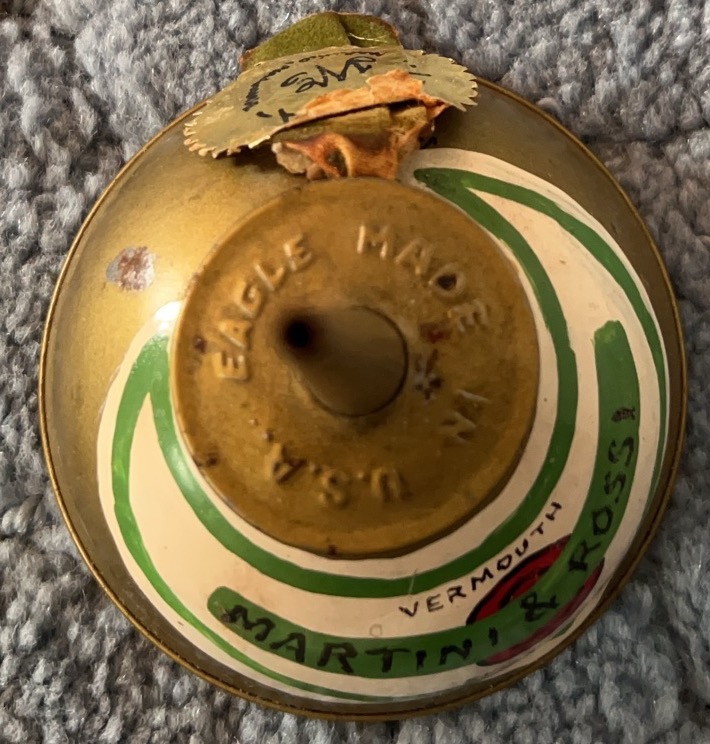 EAGLE MADE IN U.S.A.
VERMOUTH
MARTINI & ROSSI